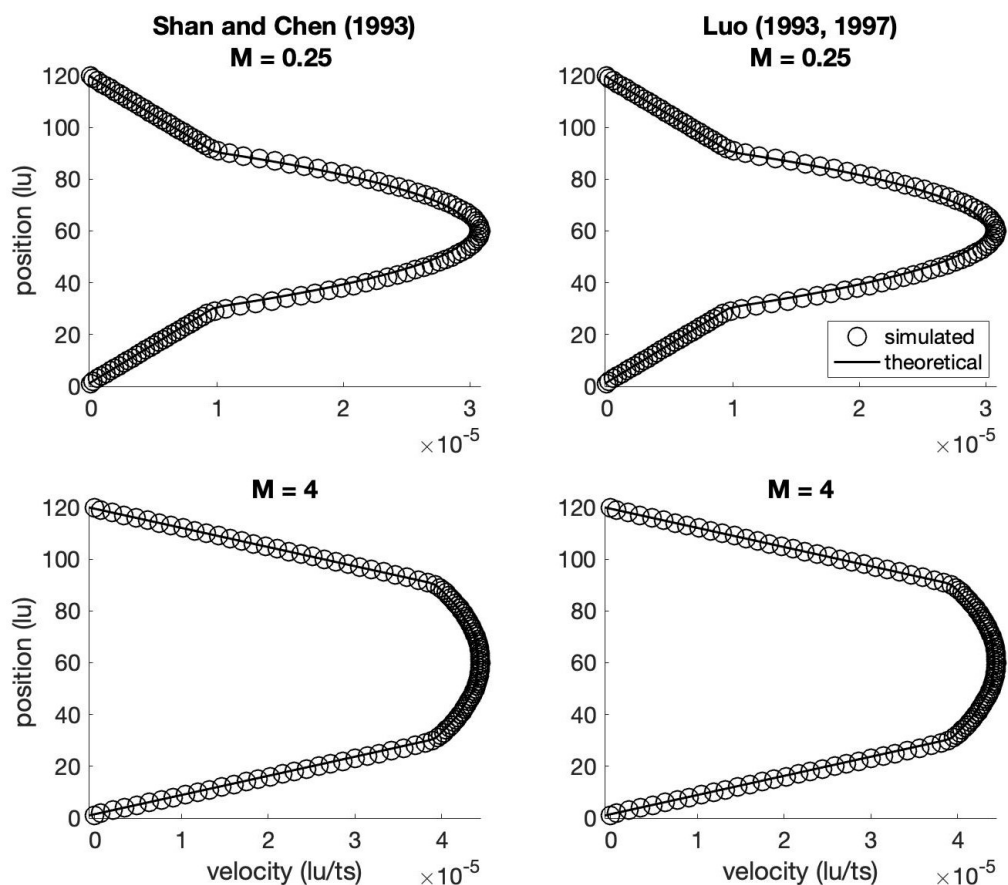 Shan and Chen (1993)
M = 0.25
Luo (1993, 1997)
M = 0.25
120
100
80
60
40
20
0
position (lu)
0 1 2 3
×10⁻⁵
120
100
80
60
40
20
0
0 1 2 3
×10⁻⁵
simulated
theoretical
M = 4
120
100
80
60
40
20
0
position (lu)
0 1 2 3 4
velocity (lu/ts)
×10⁻⁵
M = 4
120
100
80
60
40
20
0
0 1 2 3 4
velocity (lu/ts)
×10⁻⁵